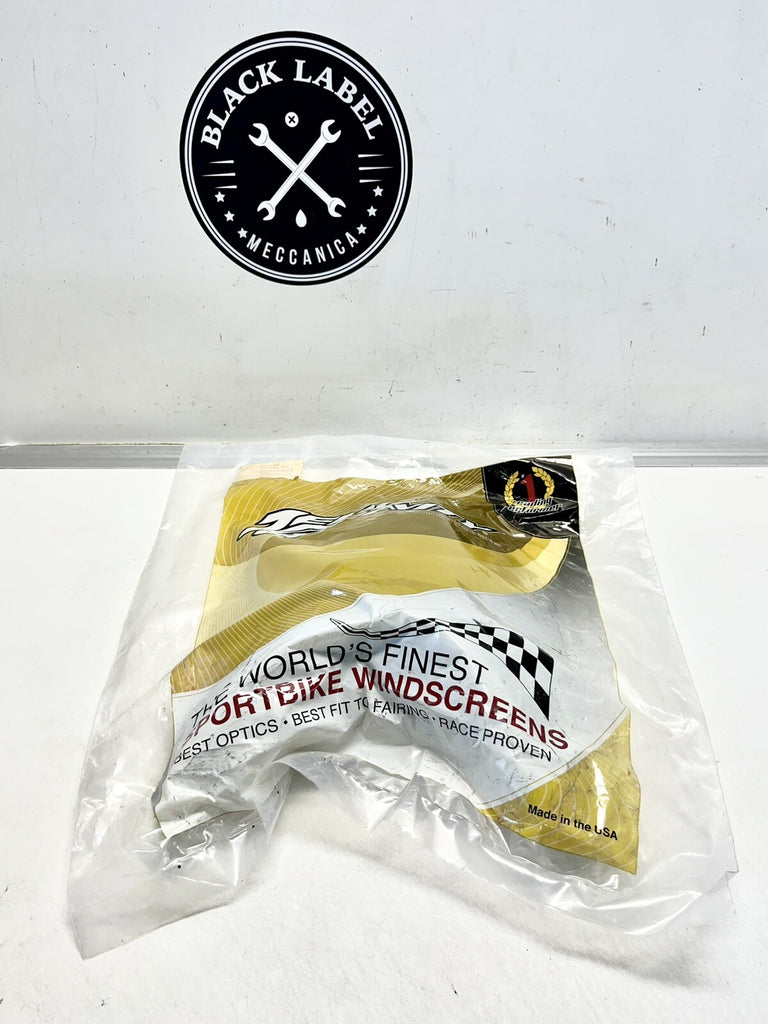 BLACK LABEL
MECCANICA
1
THE WORLD'S FINEST
SPORTBIKE WINDSCREENS
BEST OPTICS • BEST FIT TO FAIRING • RACE PROVEN
Made in the USA